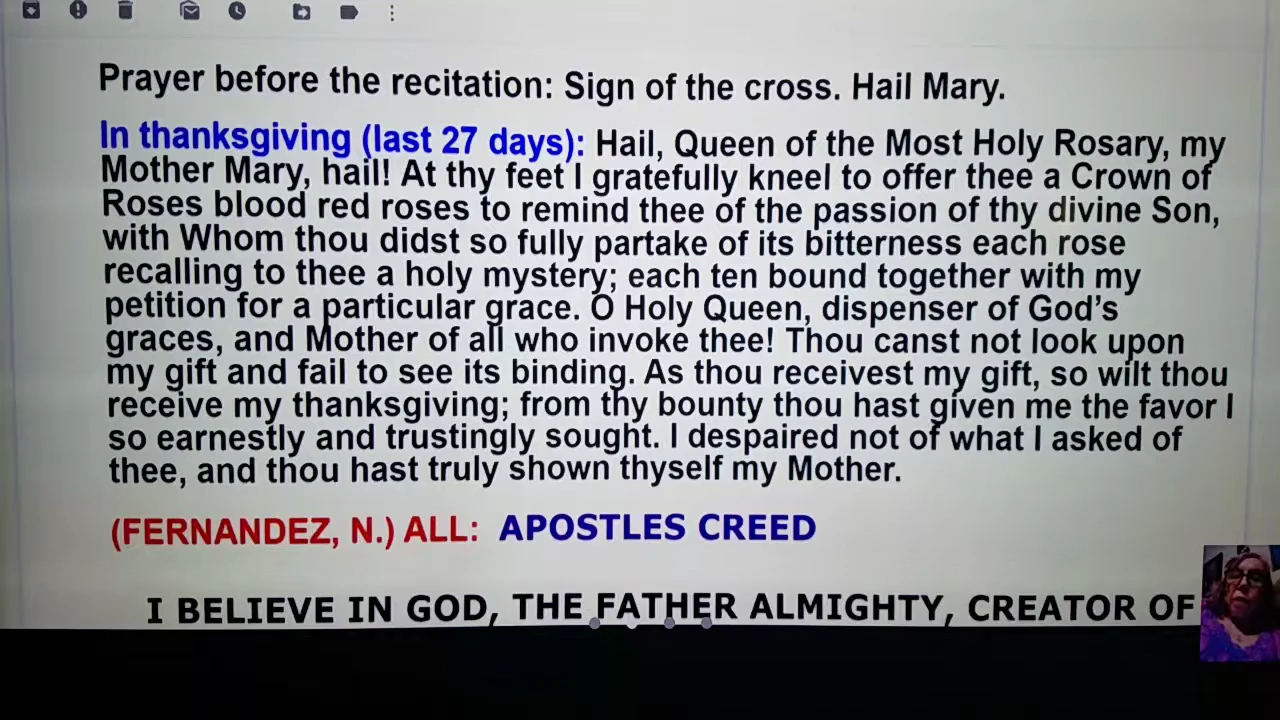 Prayer before the recitation: Sign of the cross. Hail Mary.
In thanksgiving (last 27 days): Hail, Queen of the Most Holy Rosary, my
Mother Mary, hail! At thy feet I gratefully kneel to offer thee a Crown of
Roses blood red roses to remind thee of the passion of thy divine Son,
with Whom thou didst so fully partake of its bitterness each rose
recalling to thee a holy mystery; each ten bound together with my
petition for a particular grace. O Holy Queen, dispenser of God's
graces, and Mother of all who invoke thee! Thou canst not look upon
my gift and fail to see its binding. As thou receivest my gift, so wilt thou
receive my thanksgiving; from thy bounty thou hast given me the favor I
so earnestly and trustingly sought. I despaired not of what I asked of
thee, and thou hast truly shown thyself my Mother.
(FERNANDEZ, N.) ALL: APOSTLES CREED
I BELIEVE IN GOD, THE FATHER ALMIGHTY, CREATOR OF